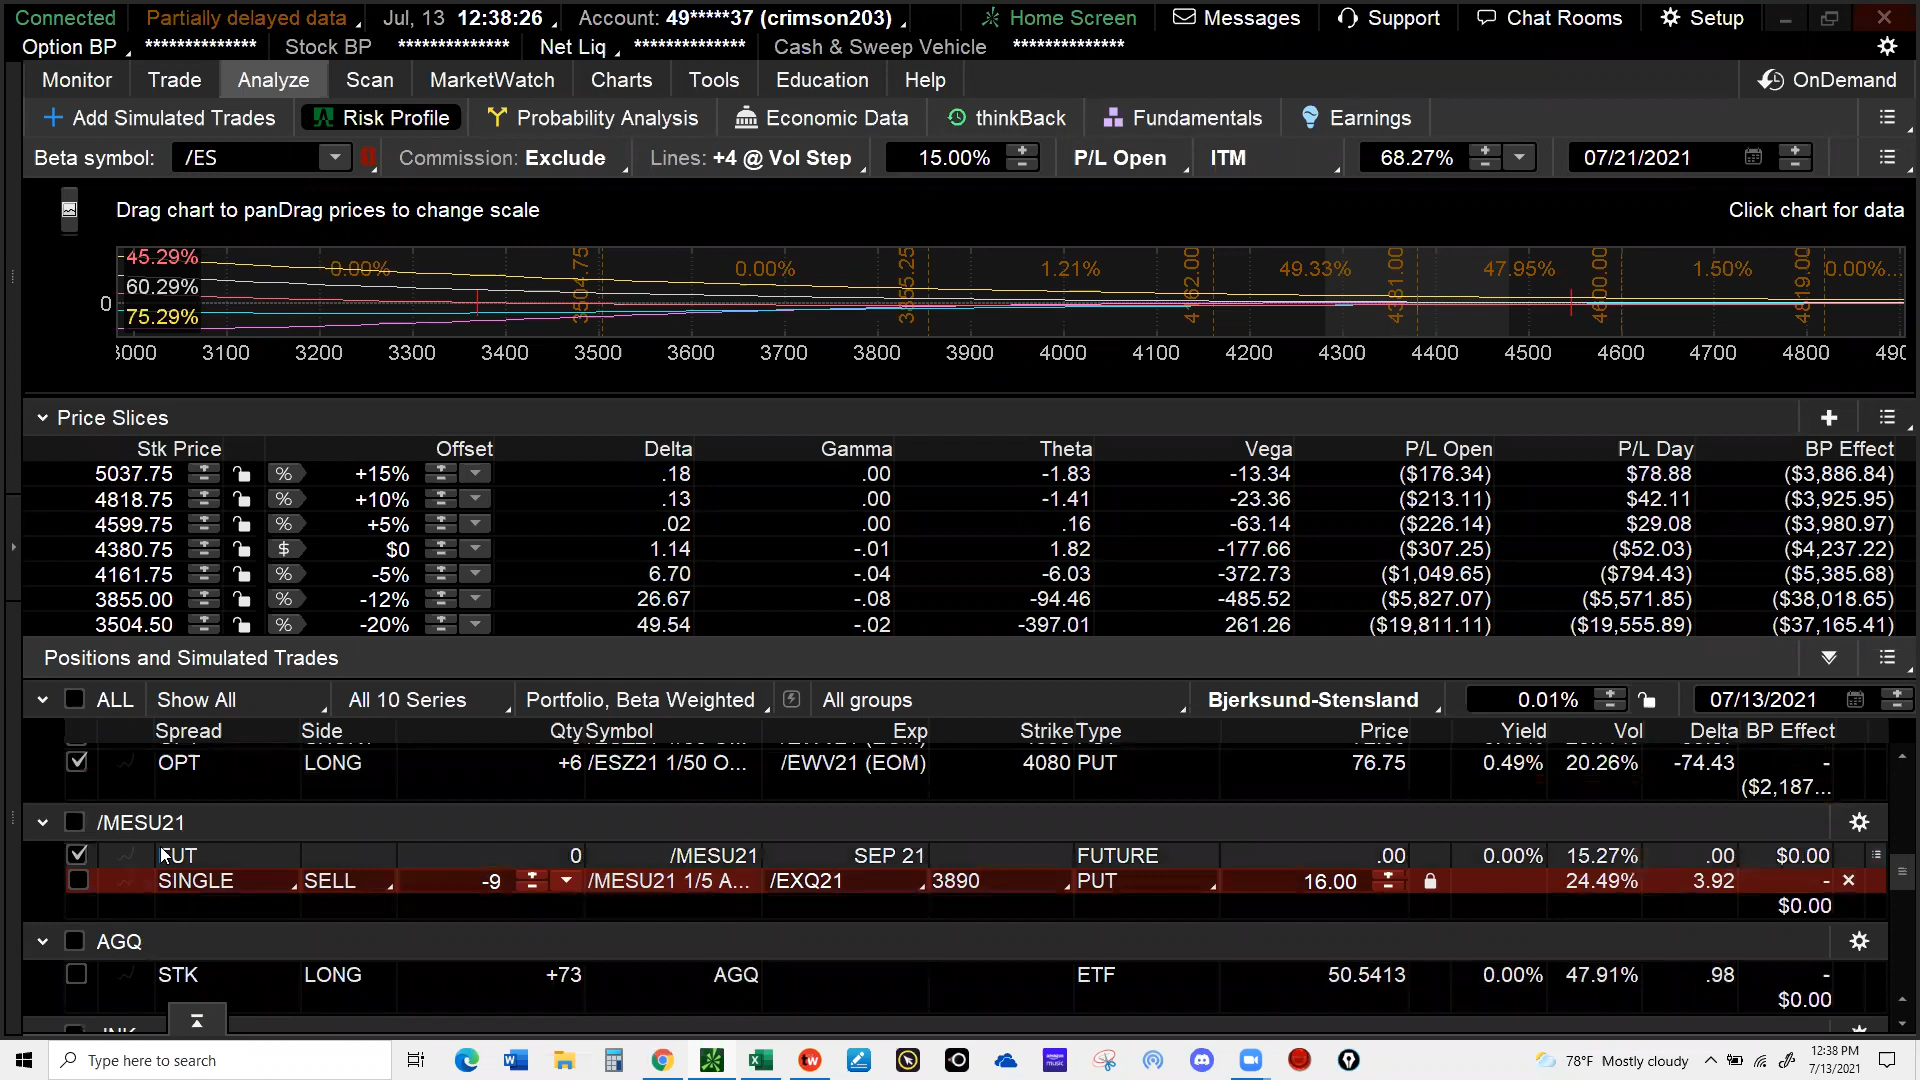 Connected Partially delayed data Jul, 13 12:38:26 Account: 49*****37 (crimson203) Home Screen Messages Support Chat Rooms Setup
Option BP ************** Stock BP ************** Net Liq ************** Cash & Sweep Vehicle **************
Monitor Trade Analyze Scan MarketWatch Charts Tools Education Help OnDemand
Add Simulated Trades Risk Profile Probability Analysis Economic Data thinkBack Fundamentals Earnings
Beta symbol: /ES Commission: Exclude Lines: +4 @ Vol Step 15.00% P/L Open ITM 68.27% 07/21/2021
Drag chart to panDrag prices to change scale Click chart for data
45.29% 0.00% 0.00% 1.21% 49.33% 47.95% 1.50% 0.00%...
60.29%
0
75.29%
3504.75 4381.00 4600.00 4819.00
3000 3100 3200 3300 3400 3500 3600 3700 3800 3900 4000 4100 4200 4300 4400 4500 4600 4700 4800
Price Slices
Stk Price Offset Delta Gamma Theta Vega P/L Open P/L Day BP Effect
5037.75 % +15% .18 .00 -1.83 -13.34 ($176.34) $78.88 ($3,886.84)
4818.75 % +10% .13 .00 -1.41 -23.36 ($213.11) $42.11 ($3,925.95)
4599.75 % +5% .02 .00 .16 -63.14 ($226.14) $29.08 ($3,980.97)
4380.75 $ $0 1.14 -.01 1.82 -177.66 ($307.25) ($52.03) ($4,237.22)
4161.75 % -5% 6.70 -.04 -6.03 -372.73 ($1,049.65) ($794.43) ($5,385.68)
3855.00 % -12% 26.67 -.08 -94.46 -485.52 ($5,827.07) ($5,571.85) ($38,018.65)
3504.50 % -20% 49.54 -.02 -397.01 261.26 ($19,811.11) ($19,555.89) ($37,165.41)
Positions and Simulated Trades
ALL Show All All 10 Series Portfolio, Beta Weighted All groups Bjerksund-Stensland 0.01% 07/13/2021
Spread Side Qty Symbol Exp Strike Type Price Yield Vol Delta BP Effect
OPT LONG +6 /ESZ21 1/50 O... /EWV21 (EOM) 4080 PUT 76.75 0.49% 20.26% -74.43 -
($2,187...
/MESU21
FUT 0 /MESU21 SEP 21 FUTURE .00 0.00% 15.27% .00 $0.00
SINGLE SELL -9 /MESU21 1/5 A... /EXQ21 3890 PUT 16.00 24.49% 3.92 -
$0.00
AGQ
STK LONG +73 AGQ ETF 50.5413 0.00% 47.91% .98 -
$0.00
Type here to search 78°F Mostly cloudy 12:38 PM
7/13/2021